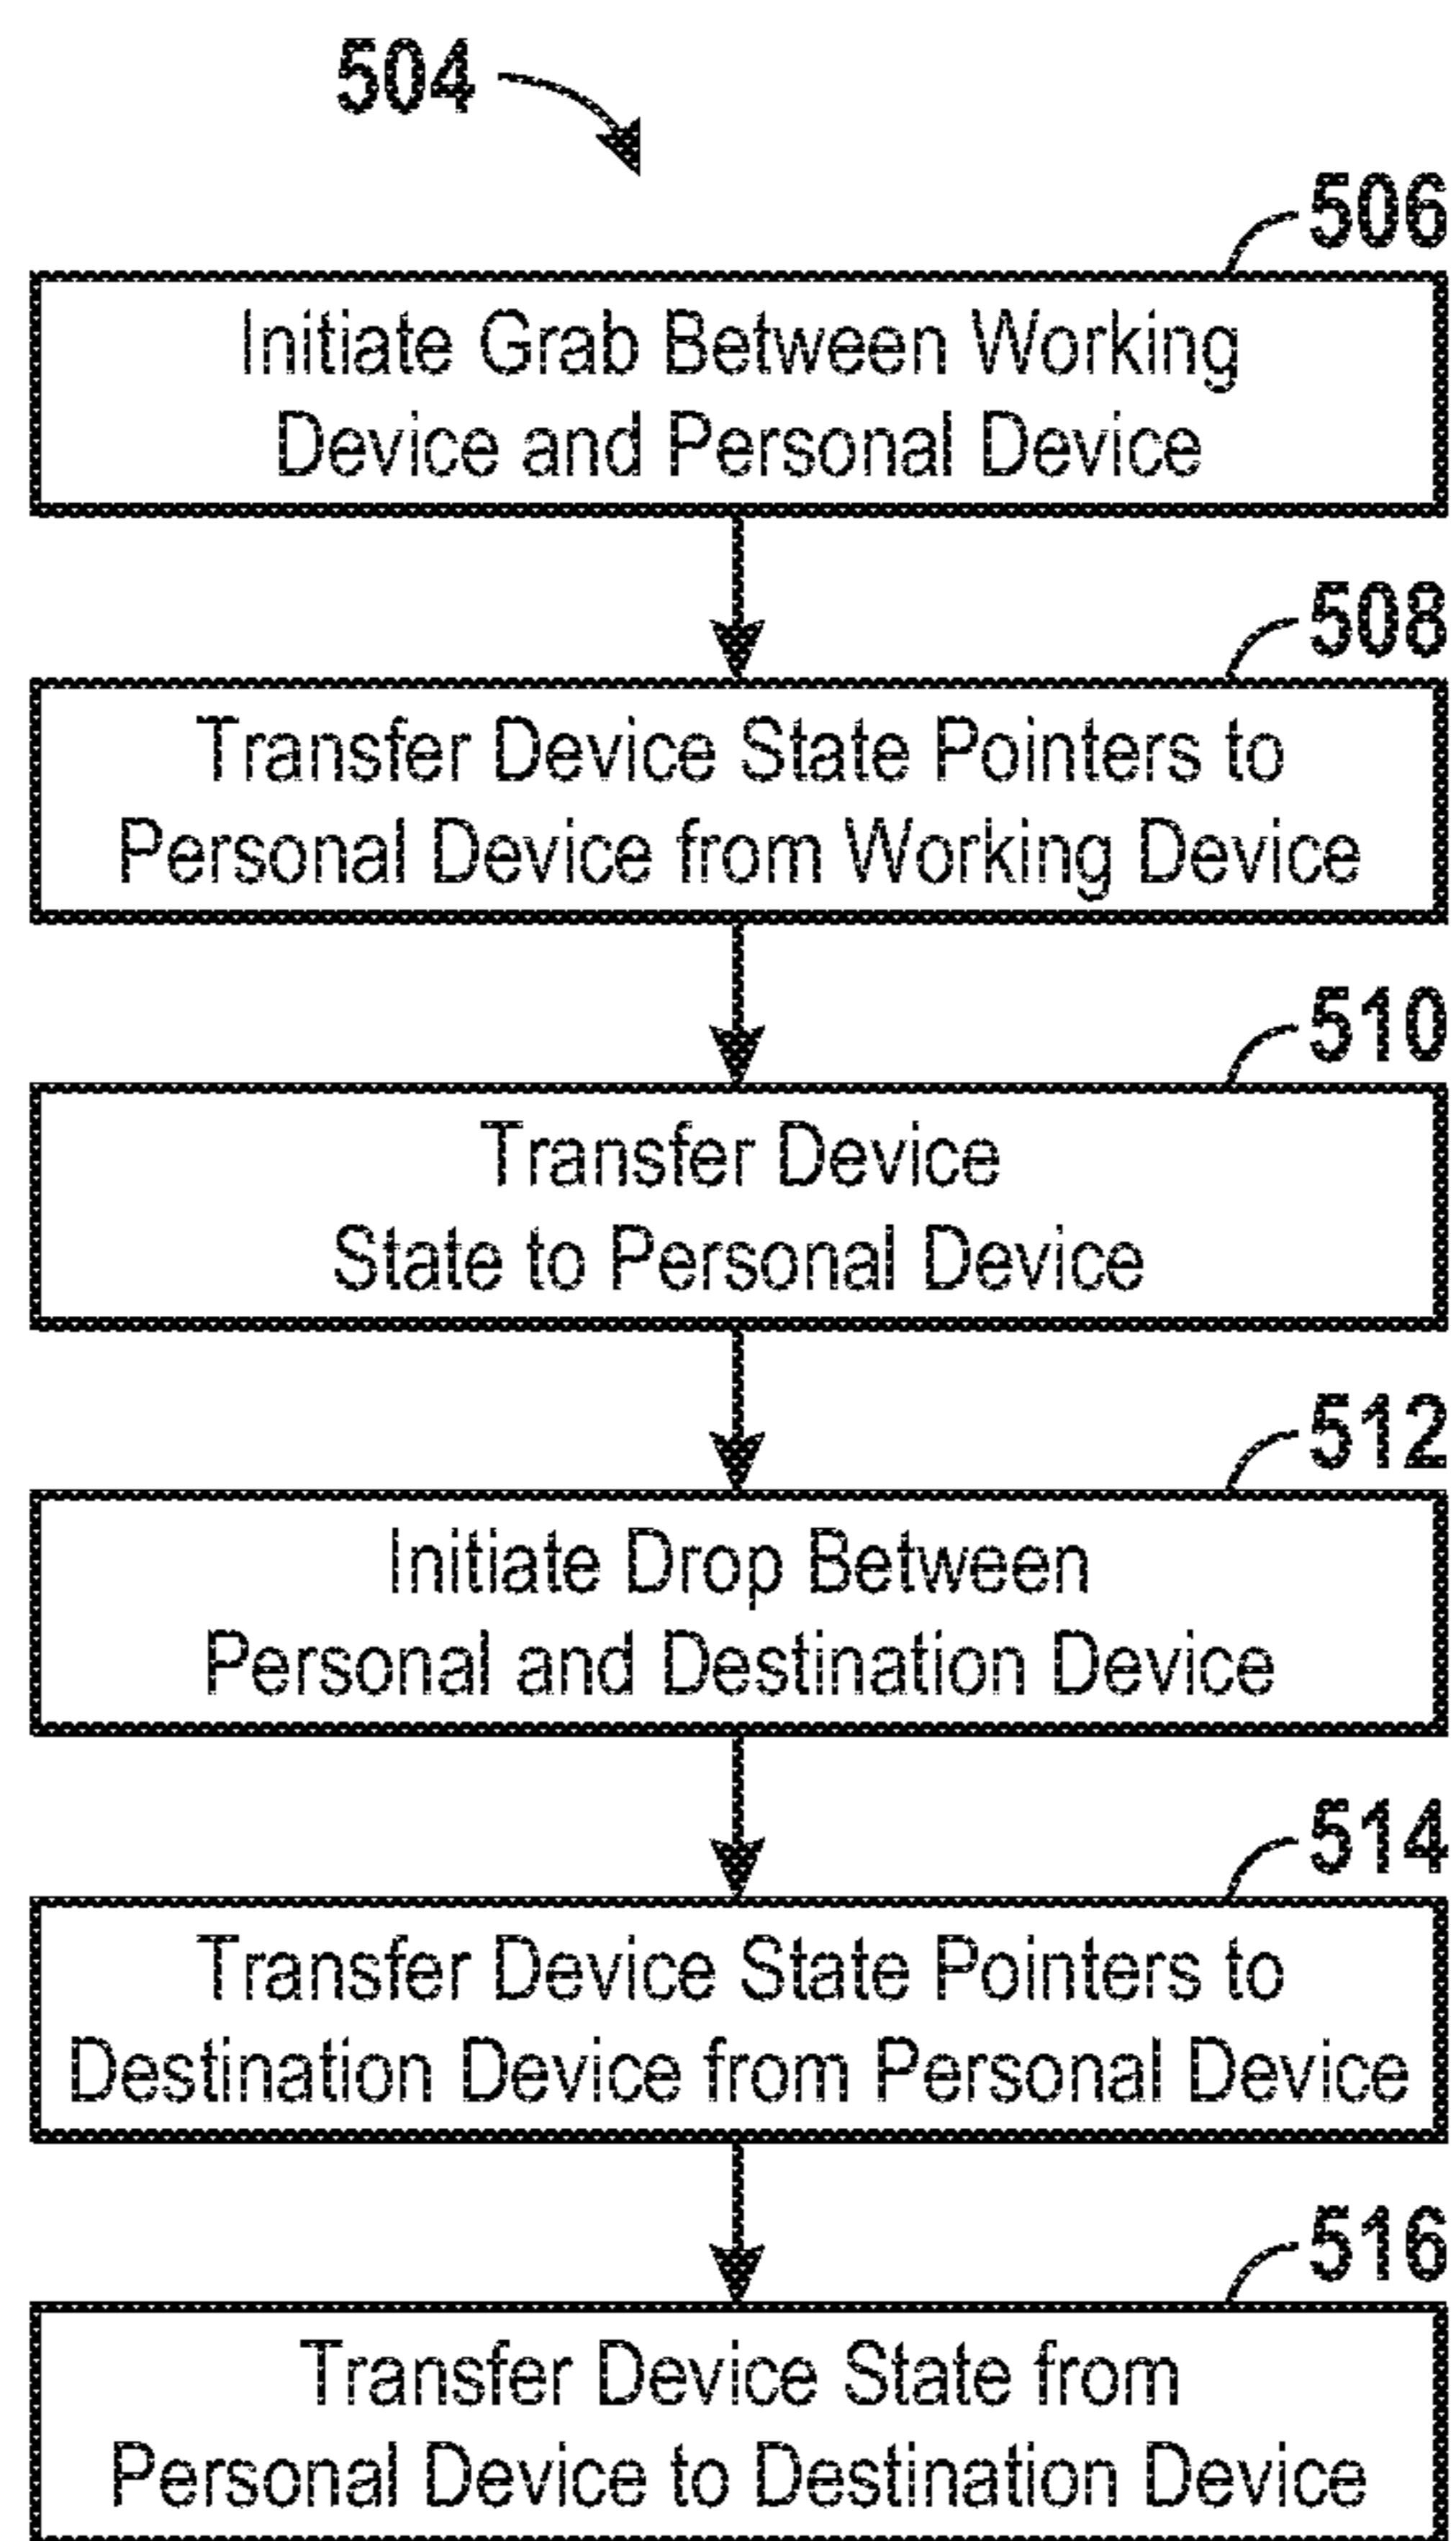 504
506
Initiate Grab Between Working
Device and Personal Device
508
Transfer Device State Pointers to
Personal Device from Working Device
510
Transfer Device
State to Personal Device
512
Initiate Drop Between
Personal and Destination Device
514
Transfer Device State Pointers to
Destination Device from Personal Device
516
Transfer Device State from
Personal Device to Destination Device